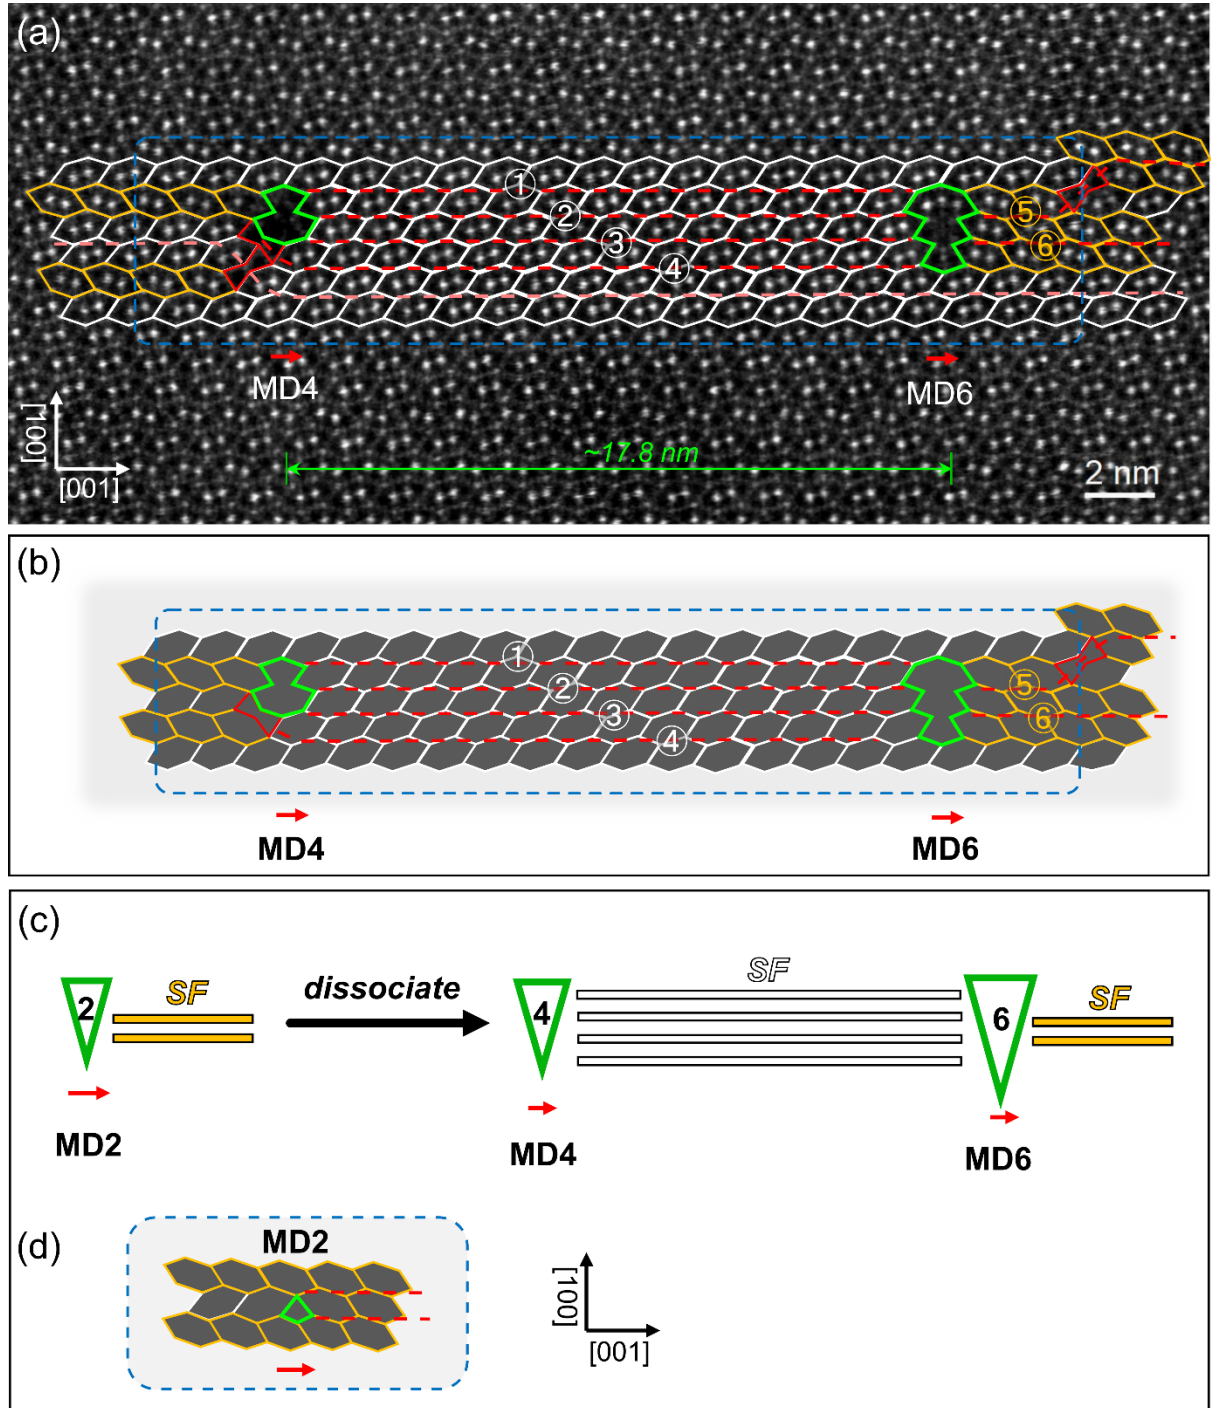 (a)
①
②
③
④
⑤
⑥
MD4
MD6
[100]
[001]
~17.8 nm
2 nm
(b)
①
②
③
④
⑤
⑥
MD4
MD6
(c)
2
SF
dissociate
4
SF
6
SF
MD2
MD4
MD6
(d)
MD2
[100]
[001]